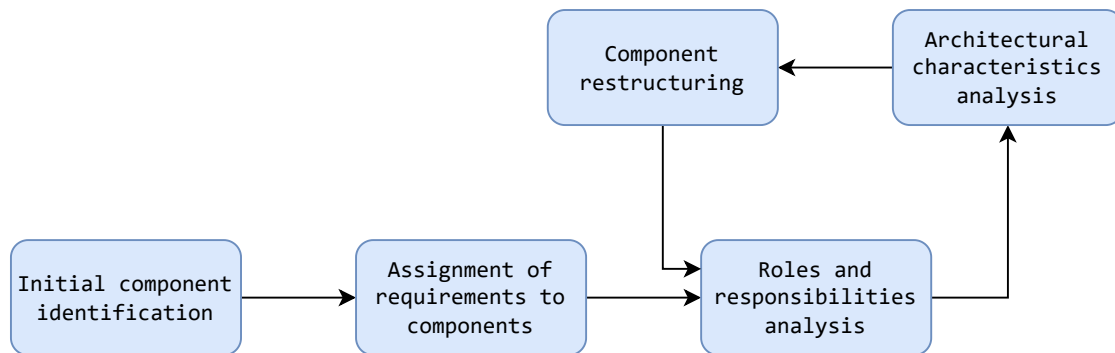 Component
restructuring
Architectural
characteristics
analysis
Initial component
identification
Assignment of
requirements to
components
Roles and
responsibilities
analysis